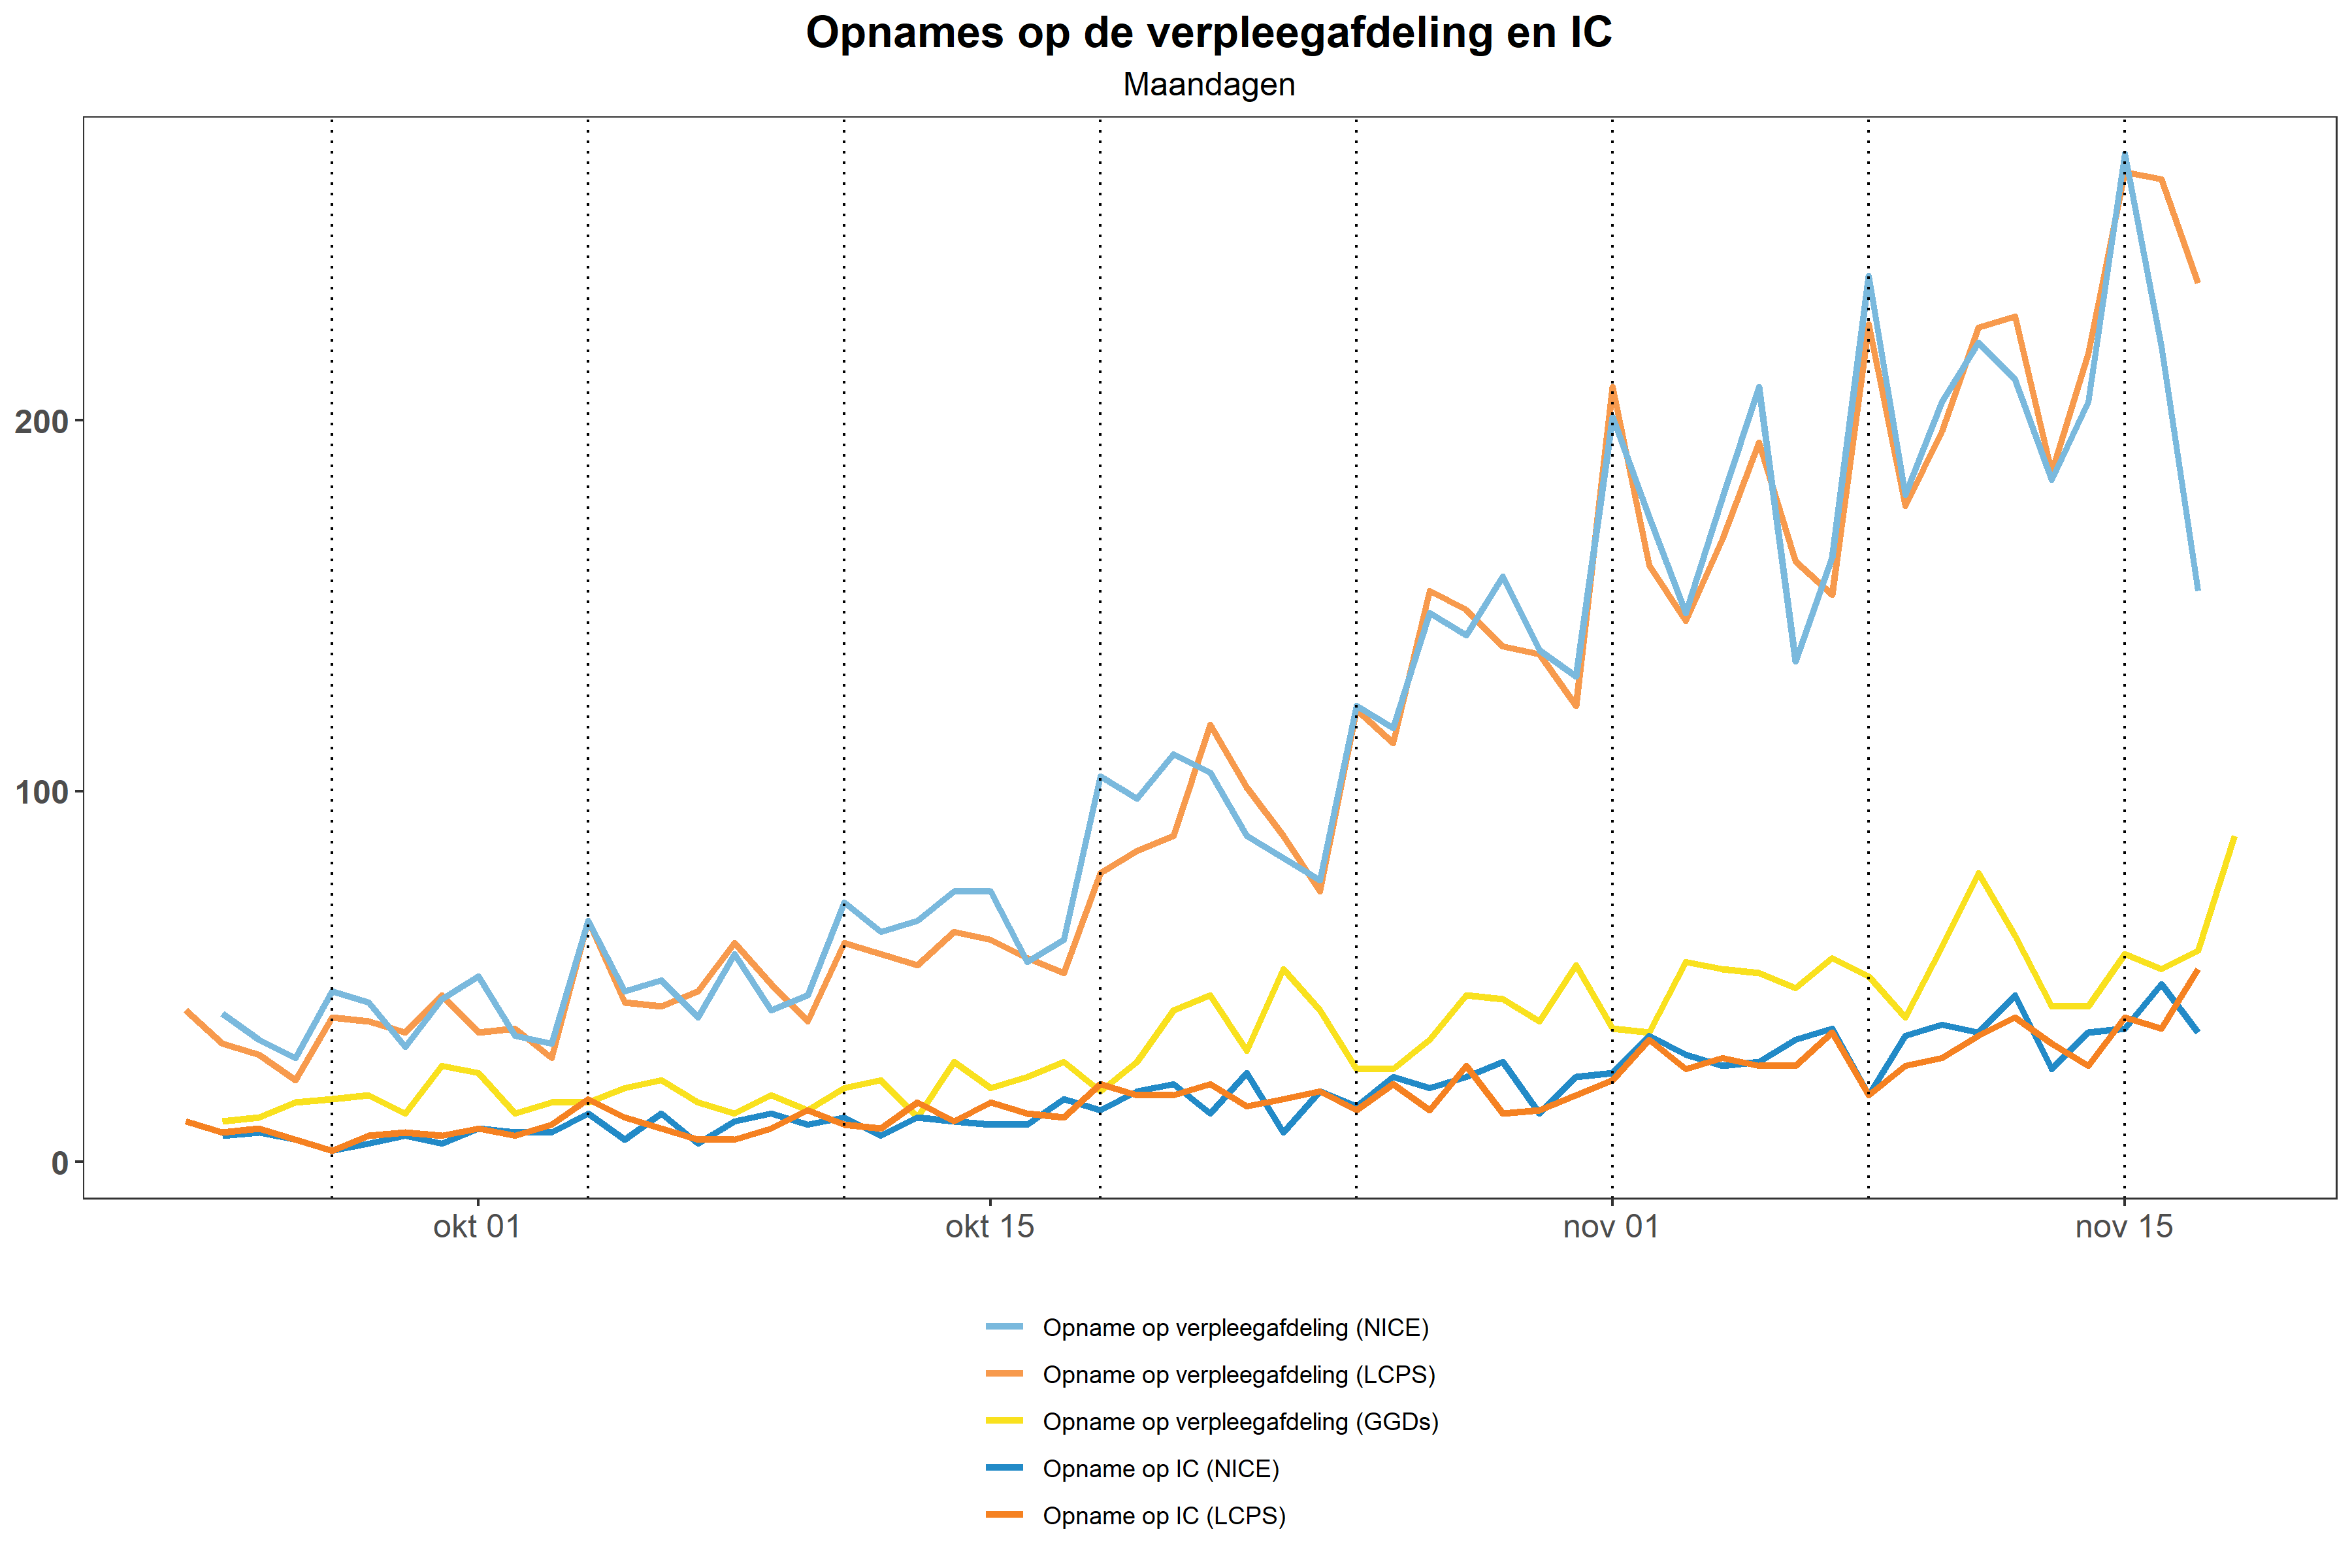 Opnames op de verpleegafdeling en IC
Maandagen
200
100
0
okt 01
okt 15
nov 01
nov 15
Opname op verpleegafdeling (NICE)
Opname op verpleegafdeling (LCPS)
Opname op verpleegafdeling (GGDs)
Opname op IC (NICE)
Opname op IC (LCPS)